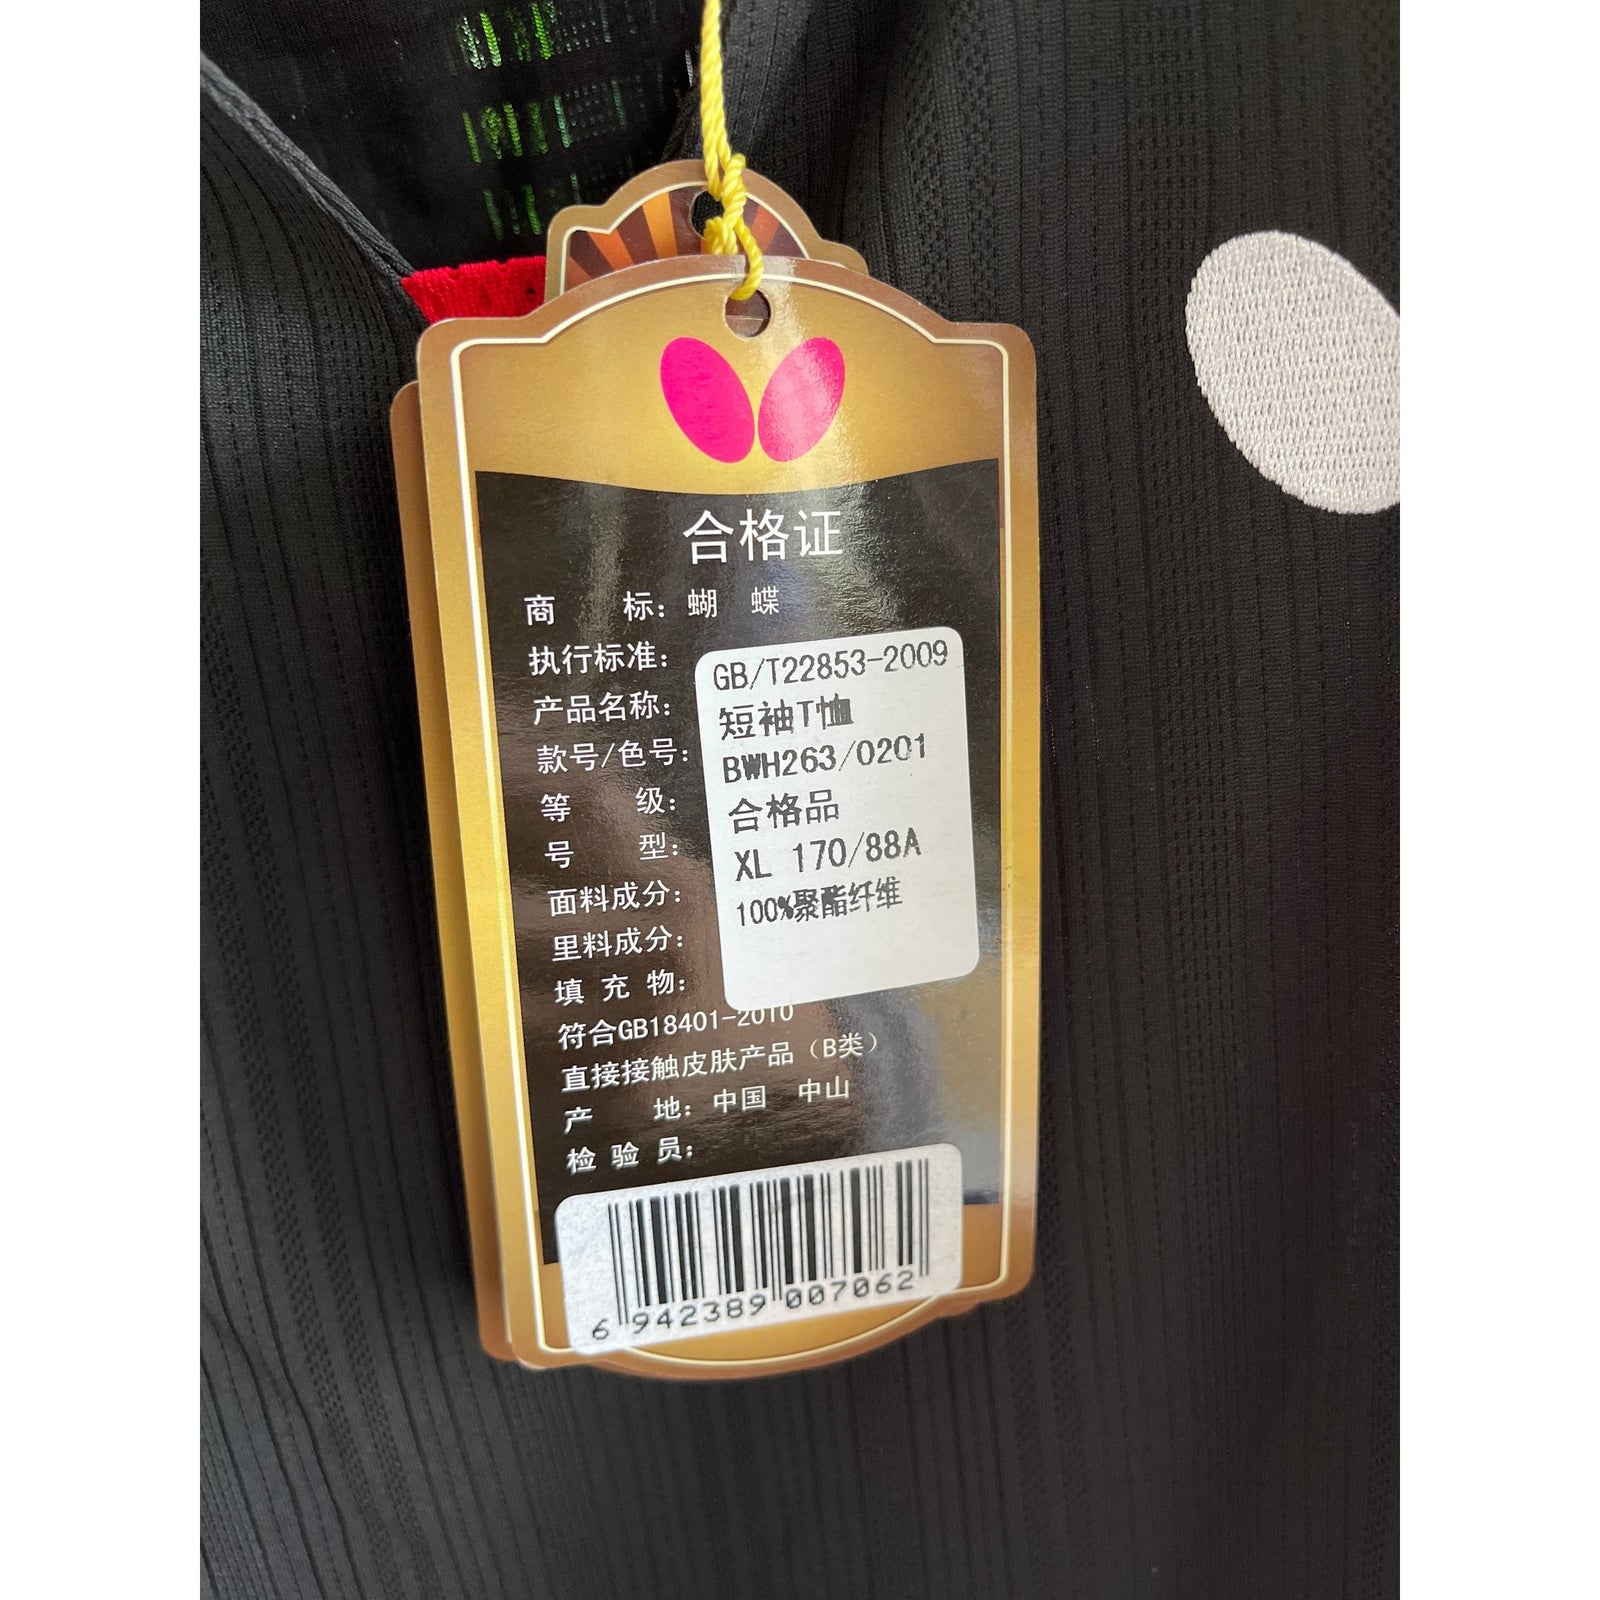 合格证
商 标: 蝴 蝶
执行标准: GB/T22853-2009
产品名称: 短袖T恤
款号/色号: BWH263/0201
等 级: 合格品
号 型: XL 170/88A
面料成分: 100%聚酯纤维
里料成分:
填 充 物:
符合GB18401-2010
直接接触皮肤产品（B类）
产 地: 中国 中山
检 验 员:
6 942389 007062